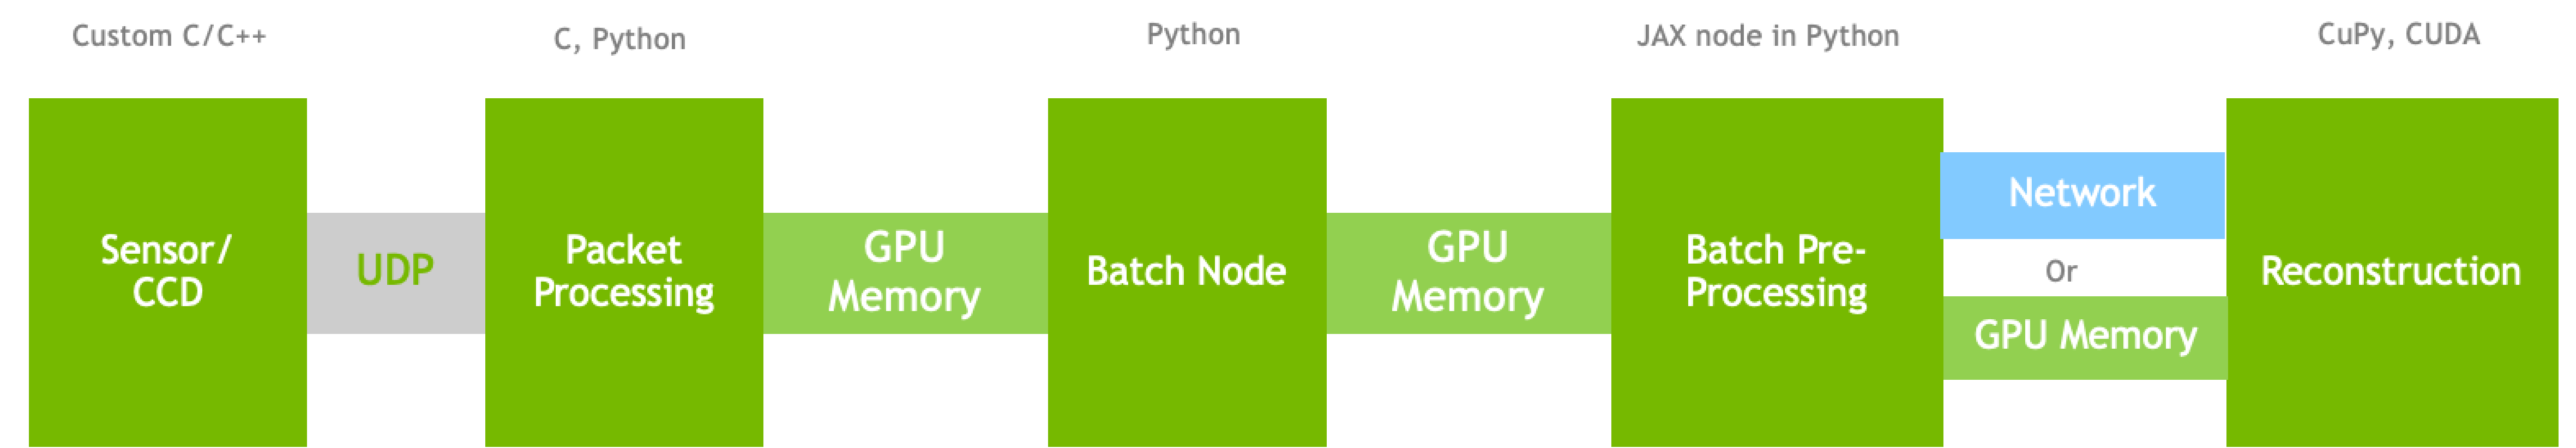 Custom C/C++
C, Python
Python
JAX node in Python
CuPy, CUDA
Sensor/
CCD
UDP
Packet
Processing
GPU
Memory
Batch Node
GPU
Memory
Batch Pre-
Processing
Network
Or
GPU Memory
Reconstruction